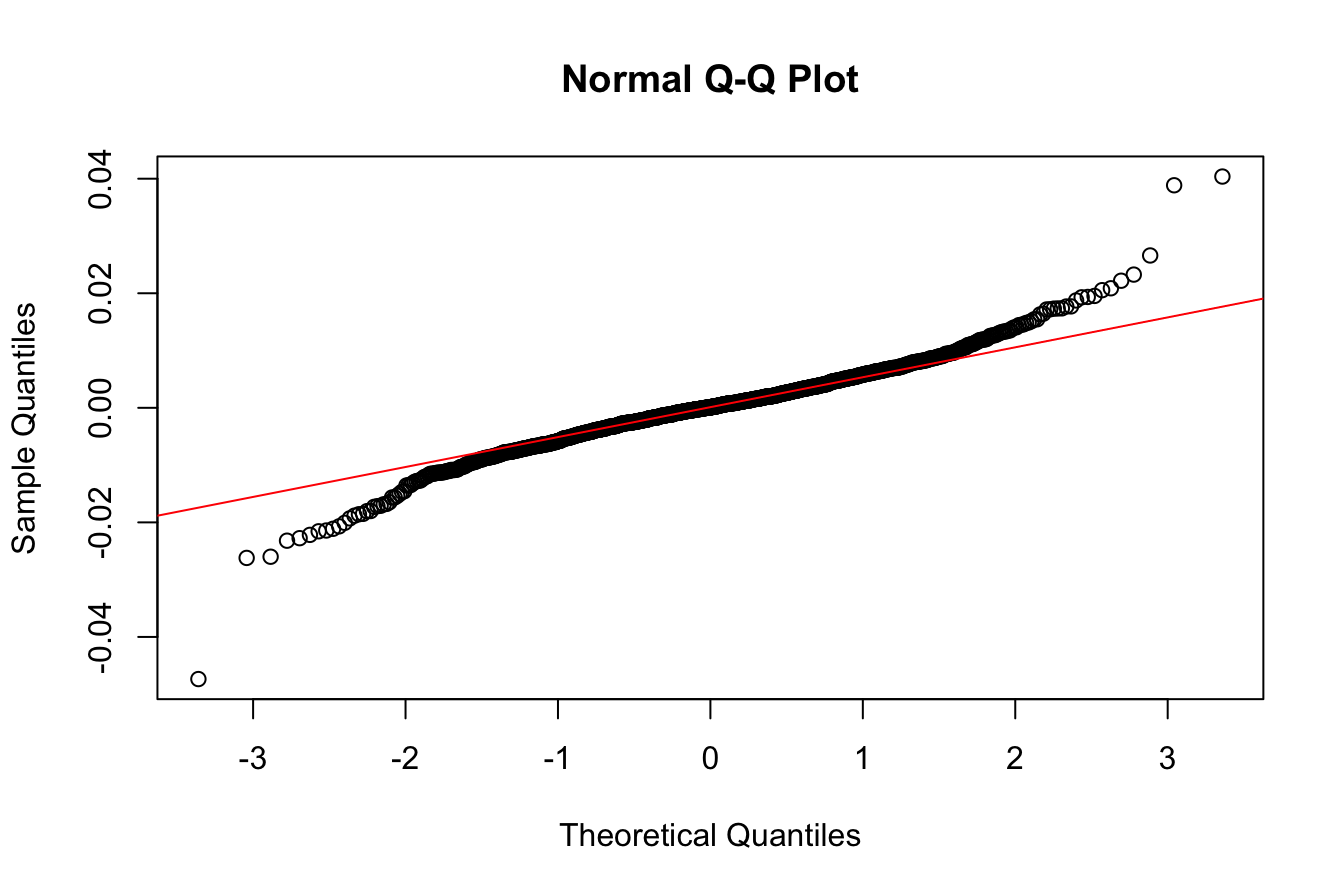 Normal Q-Q Plot
Sample Quantiles
0.04
0.02
0.00
-0.02
-0.04
-3 -2 -1 0 1 2 3
Theoretical Quantiles